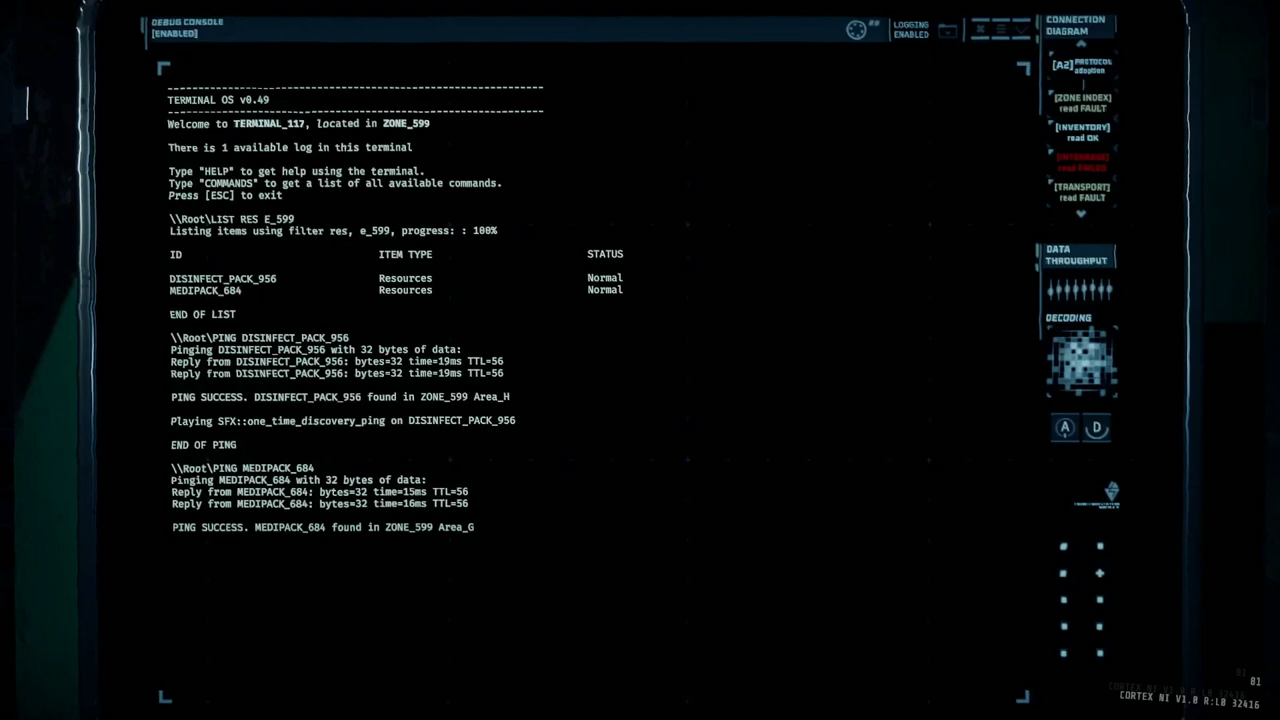 DEBUG CONSOLE
[ENABLED]
LOGGING
ENABLED
CONNECTION
DIAGRAM
[A2] PROTOCOL
adaption
[ZONE INDEX]
read FAULT
[INVENTORY]
read OK
read FAILED
[TRANSPORT]
read FAULT
DATA
THROUGHPUT
DECODING
A D
---------------------------------------------------------------
TERMINAL OS v0.49
---------------------------------------------------------------
Welcome to TERMINAL_117, located in ZONE_599
There is 1 available log in this terminal
Type "HELP" to get help using the terminal.
Type "COMMANDS" to get a list of all available commands.
Press [ESC] to exit
\\Root\LIST RES E_599
Listing items using filter res, e_599, progress: : 100%
ID ITEM TYPE STATUS
DISINFECT_PACK_956 Resources Normal
MEDIPACK_684 Resources Normal
END OF LIST
\\Root\PING DISINFECT_PACK_956
Pinging DISINFECT_PACK_956 with 32 bytes of data:
Reply from DISINFECT_PACK_956: bytes=32 time=19ms TTL=56
Reply from DISINFECT_PACK_956: bytes=32 time=19ms TTL=56
PING SUCCESS. DISINFECT_PACK_956 found in ZONE_599 Area_H
Playing SFX::one_time_discovery_ping on DISINFECT_PACK_956
END OF PING
\\Root\PING MEDIPACK_684
Pinging MEDIPACK_684 with 32 bytes of data:
Reply from MEDIPACK_684: bytes=32 time=15ms TTL=56
Reply from MEDIPACK_684: bytes=32 time=16ms TTL=56
PING SUCCESS. MEDIPACK_684 found in ZONE_599 Area_G
81
CORTEX NI V1.0 R:L0 32416